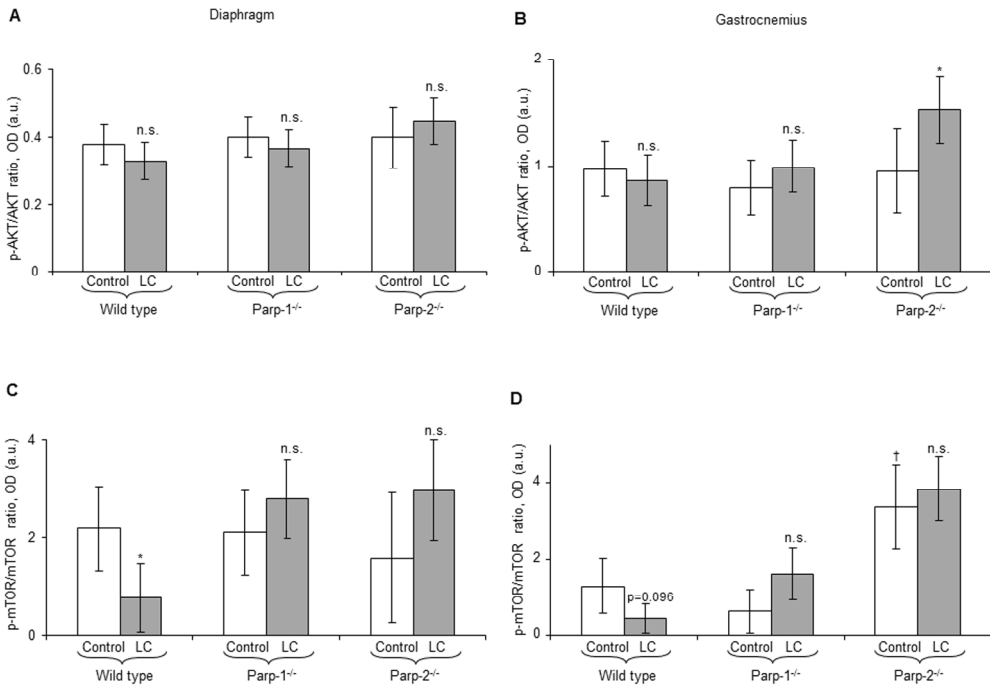 A
Diaphragm
p-AKT/AKT ratio, OD (a.u.)
0.6
0.4
0.2
0
n.s.
n.s.
n.s.
Control LC
Control LC
Control LC
Wild type
Parp-1-/-
Parp-2-/-
B
Gastrocnemius
p-AKT/AKT ratio, OD (a.u.)
2
1
0
n.s.
n.s.
*
Control LC
Control LC
Control LC
Wild type
Parp-1-/-
Parp-2-/-
C
p-mTOR/mTOR ratio, OD (a.u.)
4
2
0
*
n.s.
n.s.
Control LC
Control LC
Control LC
Wild type
Parp-1-/-
Parp-2-/-
D
p-mTOR/mTOR ratio, OD (a.u.)
4
2
0
p=0.096
n.s.
†
n.s.
Control LC
Control LC
Control LC
Wild type
Parp-1-/-
Parp-2-/-